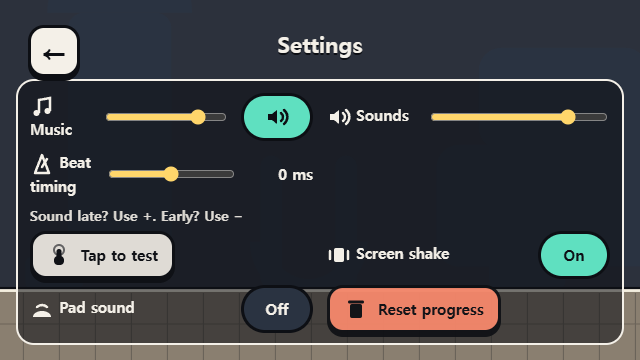 ←
Settings
Music
Sounds
Beat
timing
0 ms
Sound late? Use +. Early? Use −
Tap to test
Screen shake
On
Pad sound
Off
Reset progress